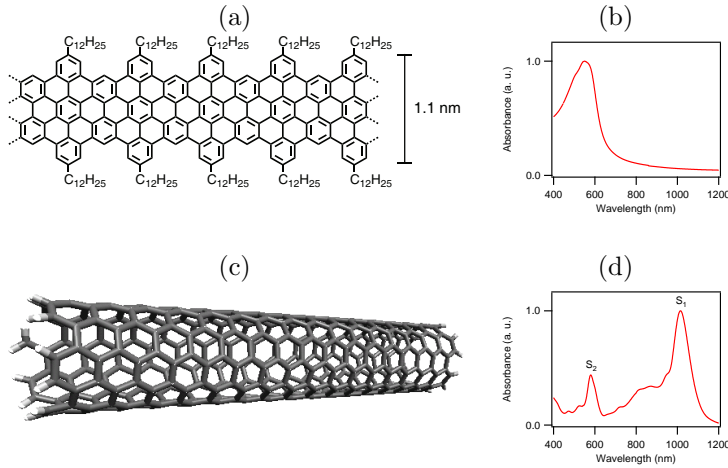 (a)
C12H25 C12H25 C12H25 C12H25 C12H25
1.1 nm
C12H25 C12H25 C12H25 C12H25 C12H25
(b)
1.0
0.0
Absorbance (a. u.)
400 600 800 1000 1200
Wavelength (nm)
(c)
(d)
S1
S2
1.0
0.0
Absorbance (a. u.)
400 600 800 1000 1200
Wavelength (nm)